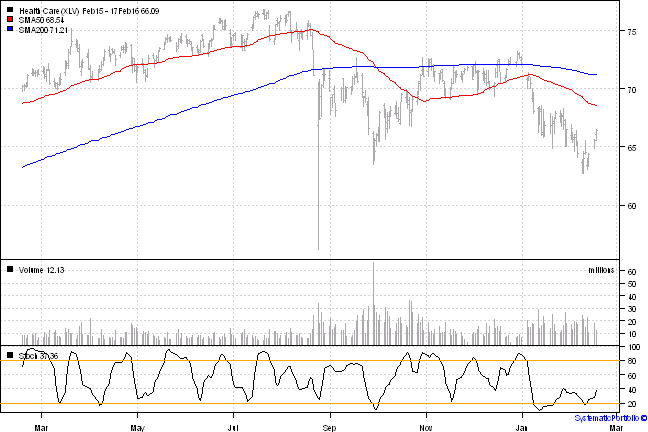 Health Care (XLV) Feb15 - 17Feb16 66.09
SMA50 68.54
SMA200 71.21
75
70
65
60
Volume 12.13
millions
60
50
40
30
20
10
Stoch 37.36
100
80
60
40
20
SystematicPortfolio ©
Mar May Jul Sep Nov Jan Mar